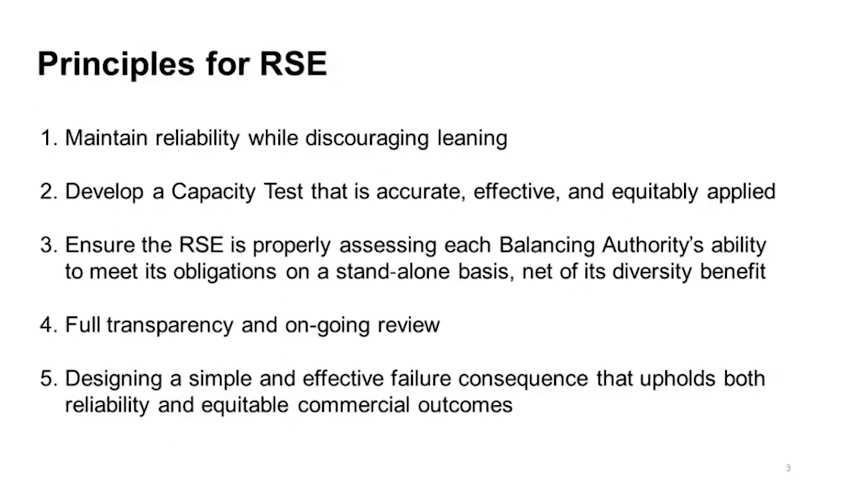 Principles for RSE
1. Maintain reliability while discouraging leaning
2. Develop a Capacity Test that is accurate, effective, and equitably applied
3. Ensure the RSE is properly assessing each Balancing Authority’s ability
to meet its obligations on a stand-alone basis, net of its diversity benefit
4. Full transparency and on-going review
5. Designing a simple and effective failure consequence that upholds both
reliability and equitable commercial outcomes
3